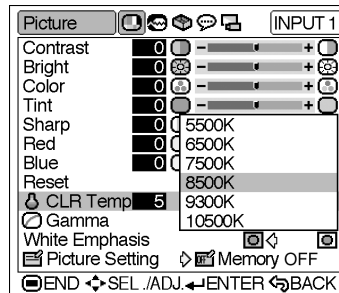 Picture INPUT 1
Contrast 0 - +
Bright 0 - +
Color 0 - +
Tint 0 - +
Sharp 0
Red 0
Blue 0
Reset
CLR Temp 5
5500K
6500K
7500K
8500K
9300K
10500K
Gamma
White Emphasis
Picture Setting OFF Memory OFF
END SEL./ADJ. ENTER BACK